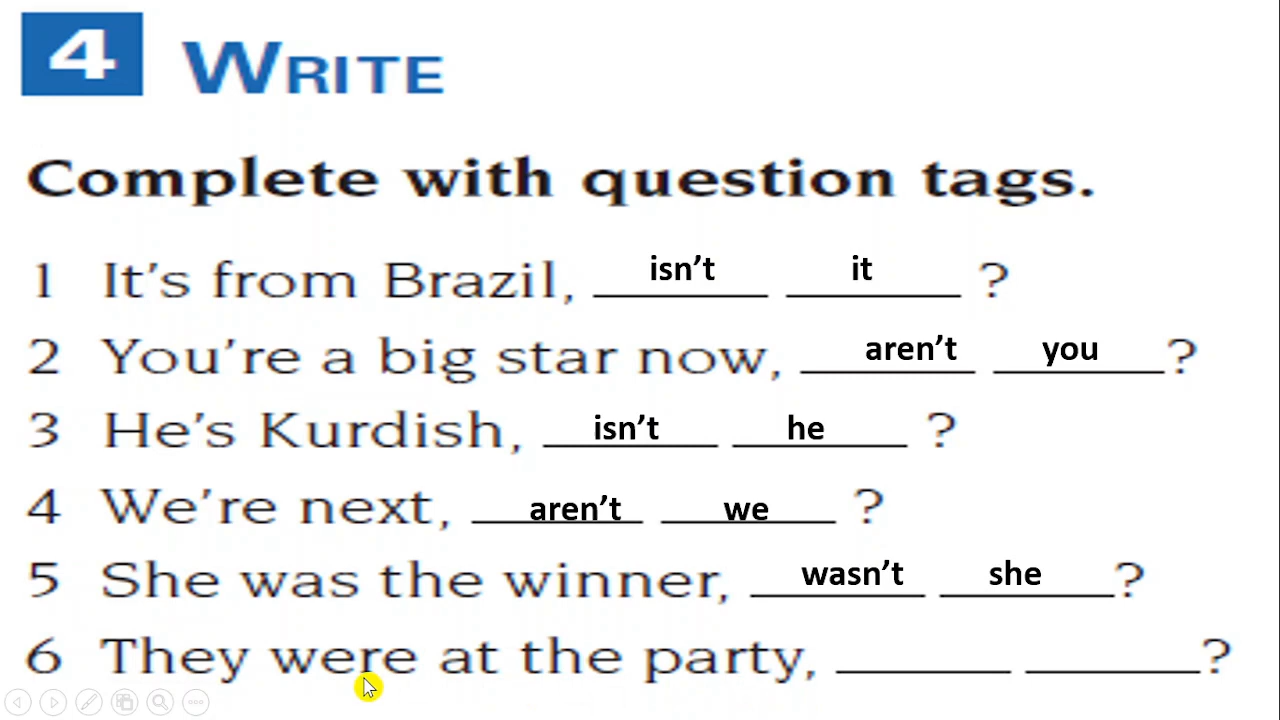 4 WRITE
Complete with question tags.
1 It's from Brazil, isn't it ?
2 You're a big star now, aren't you ?
3 He's Kurdish, isn't he ?
4 We're next, aren't we ?
5 She was the winner, wasn't she ?
6 They were at the party, ______ ______?